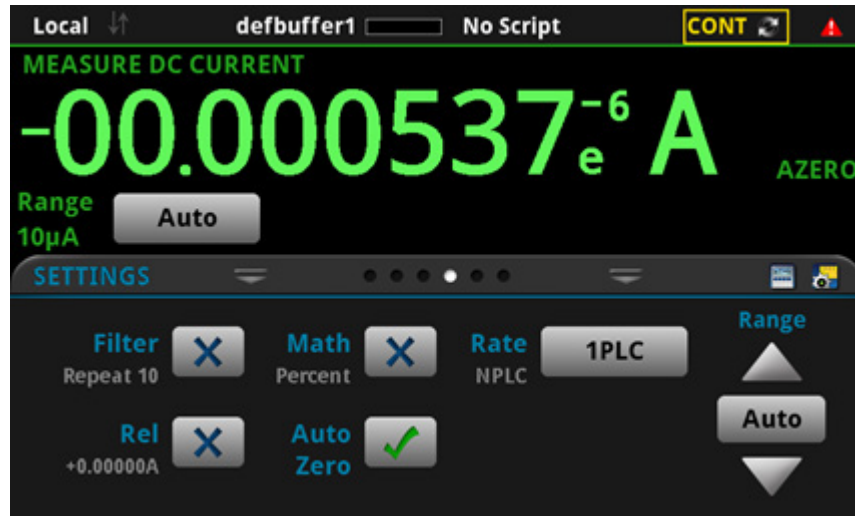 Local defbuffer1 No Script CONT
MEASURE DC CURRENT
-00.000537e-6 A
AZERO
Range
10µA
Auto
SETTINGS
Filter
Repeat 10
Math
Percent
Rate
NPLC
1PLC
Range
Rel
+0.00000A
Auto
Zero
Auto